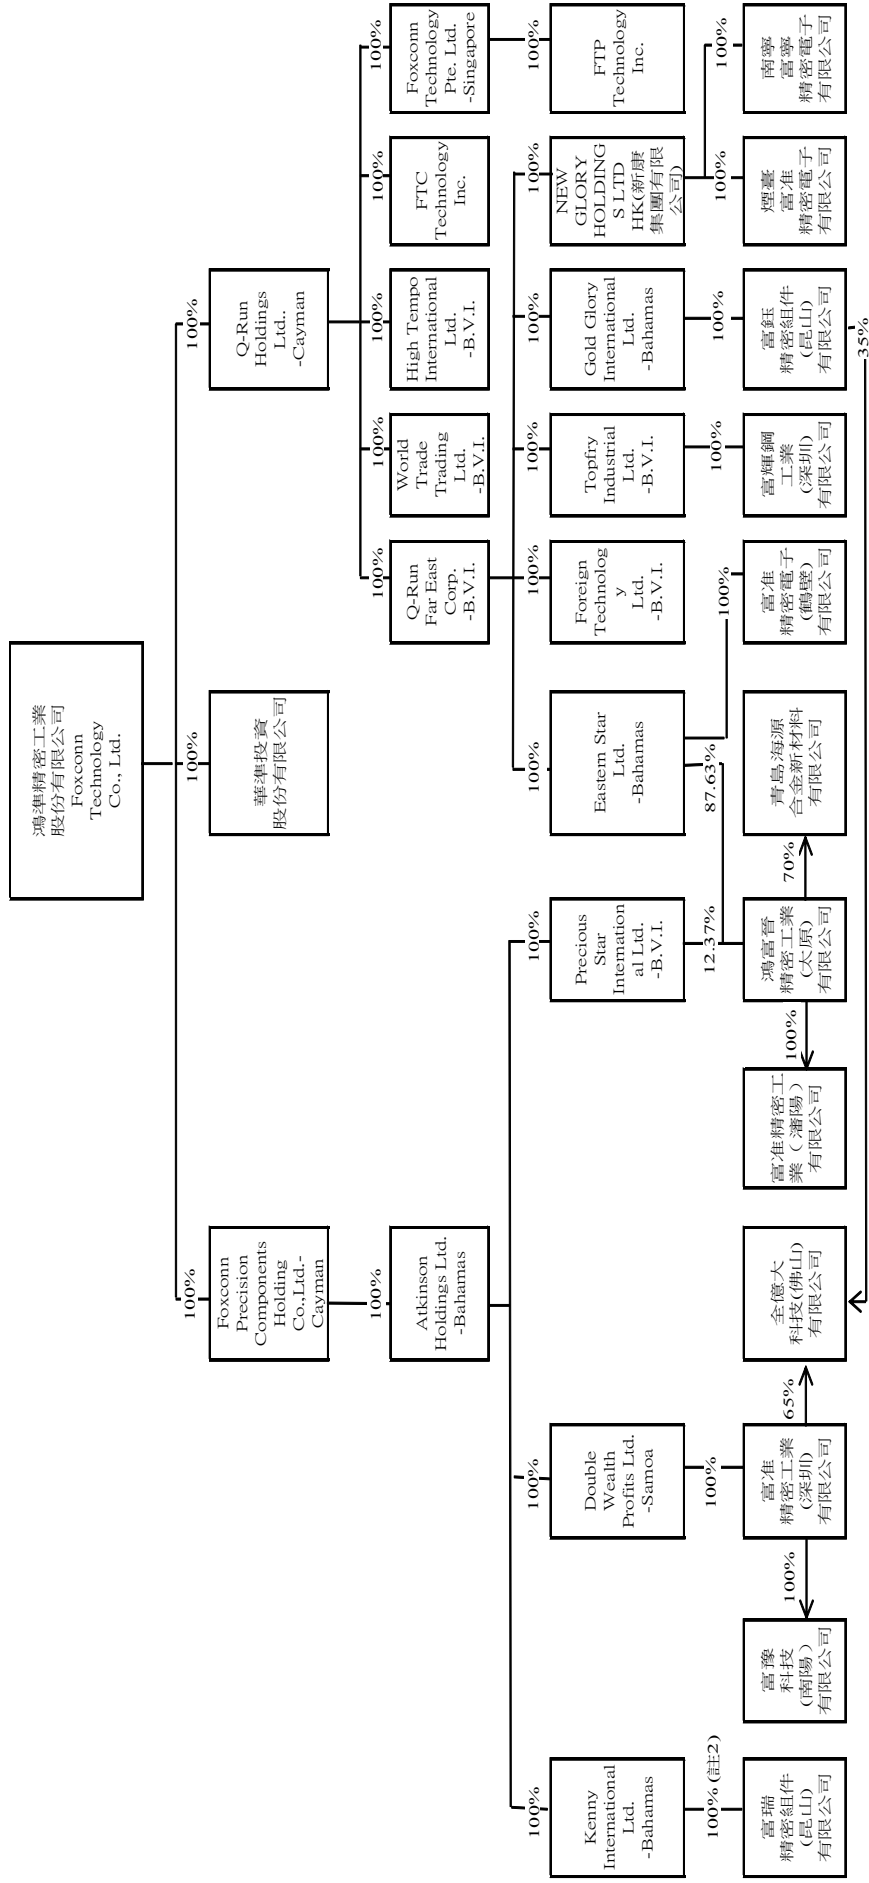 鴻準精密工業
股份有限公司
Foxconn
Technology
Co., Ltd.
100%
100%
100%
Foxconn
Precision
Components
Holding
Co.,Ltd.-
Cayman
華準投資
股份有限公司
Q-Run
Holdings
Ltd..
-Cayman
100%
100%
100%
100%
100%
100%
Atkinson
Holdings Ltd.
-Bahamas
Q-Run
Far East
Corp.
-B.V.I.
World
Trade
Trading
Ltd.
-B.V.I.
High Tempo
International
Ltd.
-B.V.I.
FTC
Technology
Inc.
Foxconn
Technology
Pte. Ltd.
-Singapore
100%
100%
100%
100%
100%
100%
100%
100%
100%
Kenny
International
Ltd.
-Bahamas
Double
Wealth
Profits Ltd.
-Samoa
Precious
Star
Internation
al Ltd.
-B.V.I.
Eastern Star
Ltd.
-Bahamas
Foreign
Technolog
y
Ltd.
-B.V.I.
Topfry
Industrial
Ltd.
-B.V.I.
Gold Glory
International
Ltd.
-Bahamas
NEW
GLORY
HOLDING
S LTD
HK(新康
集團有限
公司)
FTP
Technology
Inc.
100% (註2)
100%
12.37%
87.63%
100%
100%
100%
100%
100%
富瑞
精密組件
(昆山)
有限公司
富豫
科技
(南陽)
有限公司
100%
富准
精密工業
(深圳)
有限公司
65%
全億大
科技(佛山)
有限公司
富准精密工
業（瀋陽）
有限公司
100%
鴻富晉
精密工業
(太原)
有限公司
70%
青島海源
合金新材料
有限公司
富准
精密電子
(鶴壁)
有限公司
富輝鋼
工業
(深圳)
有限公司
富鈺
精密組件
(昆山)
有限公司
煙臺
富准
精密電子
有限公司
南寧
富寧
精密電子
有限公司
35%